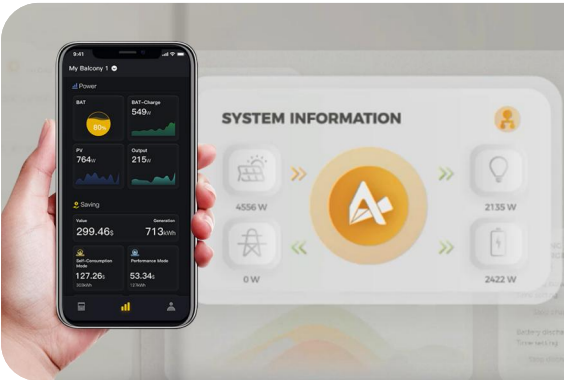 9:41
My Balcony 1
Power
BAT
80%
BAT-Charge
549w
PV
764w
Output
215w
Saving
Value
299.46$
Generation
713kWh
Self-Consumption
Mode
127.26$
Performance Mode
53.34$
SYSTEM INFORMATION
4556 W
2135 W
0 W
2422 W